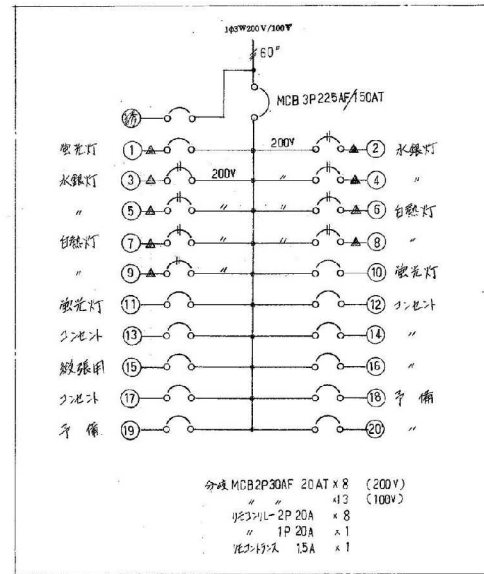 1φ3W200V/100V
60°
MCB 3P225AF/150AT
誘
蛍光灯 ① 200V ② 水銀灯
水銀灯 ③ 200V 〃 ④ 〃
〃 ⑤ 〃 〃 ⑥ 白熱灯
白熱灯 ⑦ 〃 〃 ⑧ 〃
〃 ⑨ 〃 ⑩ 蛍光灯
蛍光灯 ⑪ ⑫ コンセント
コンセント ⑬ ⑭ 〃
⑮ ⑯ 〃
コンセント ⑰ ⑱ 予備
予備 ⑲ ⑳ 〃
分岐 MCB2P30AF 20AT × 8 (200V)
〃 〃 ×13 (100V)
リモコンリレー 2P 20A × 8
〃 1P 20A × 1
リモコントランス 1.5A × 1